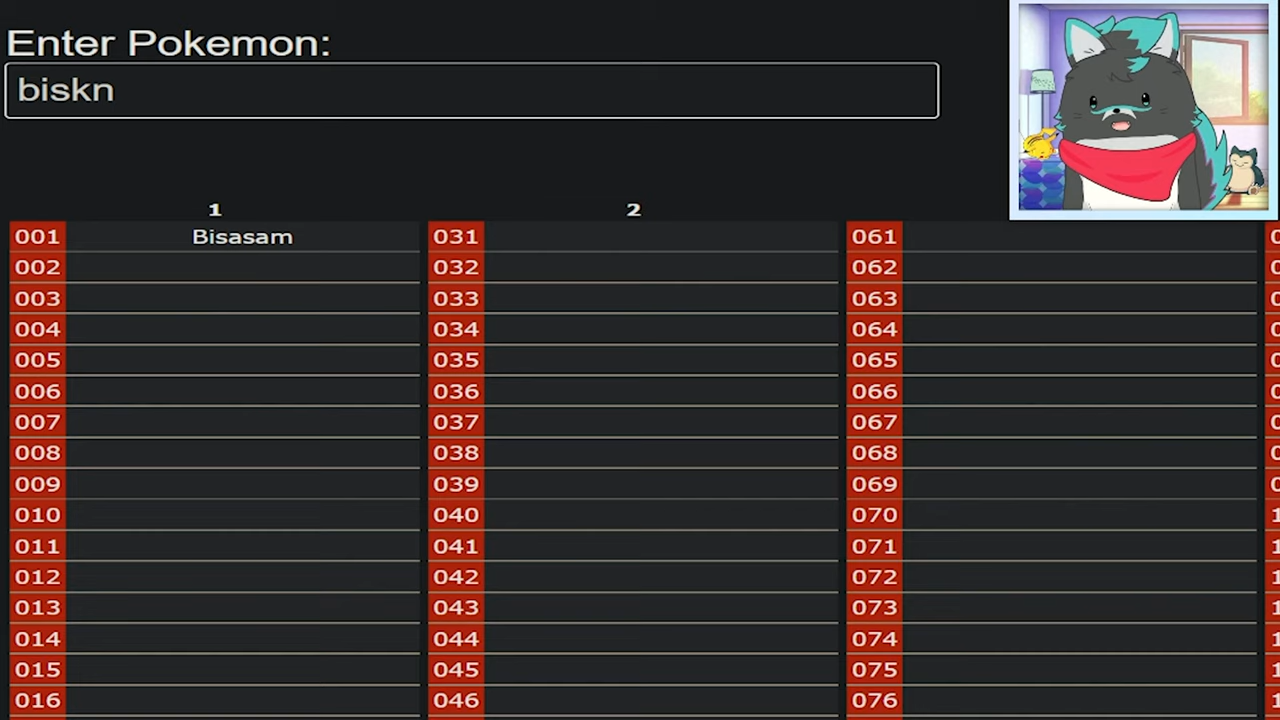 Enter Pokemon:
biskn
1 2
001 Bisasam 031 061
002 032 062
003 033 063
004 034 064
005 035 065
006 036 066
007 037 067
008 038 068
009 039 069
010 040 070
011 041 071
012 042 072
013 043 073
014 044 074
015 045 075
016 046 076